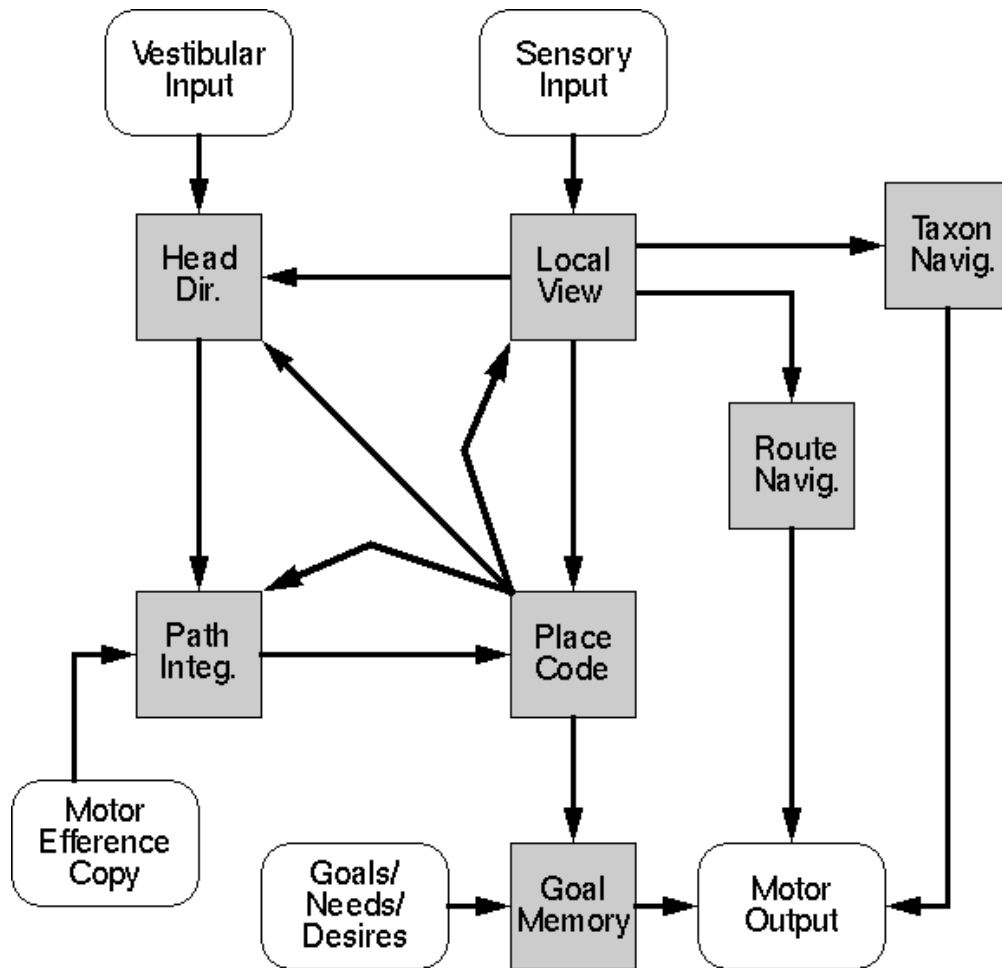 Vestibular
Input
Sensory
Input
Head
Dir.
Local
View
Taxon
Navig.
Route
Navig.
Path
Integ.
Place
Code
Motor
Efference
Copy
Goals/
Needs/
Desires
Goal
Memory
Motor
Output